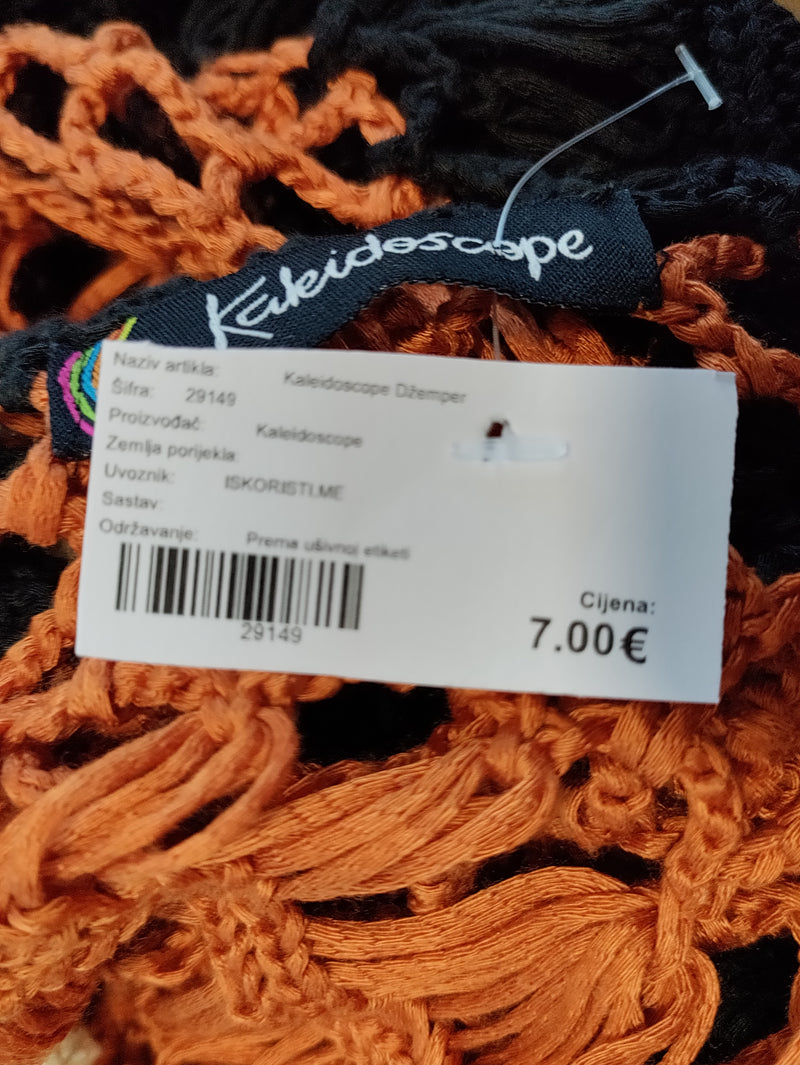 Kaleidoscope
Naziv artikla: Kaleidoscope Džemper
Šifra: 29149
Proizvođač: Kaleidoscope
Zemlja porijekla:
Uvoznik: ISKORISTI.ME
Sastav:
Održavanje: Prema ušivnoj etiketi
29149
Cijena:
7.00€